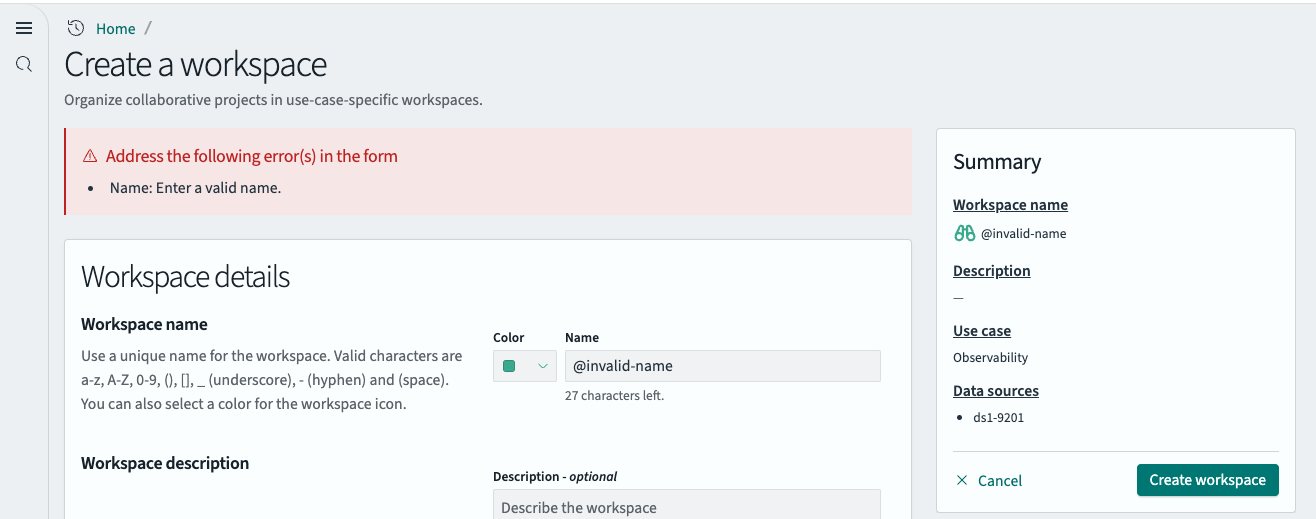 Home /
Create a workspace
Organize collaborative projects in use-case-specific workspaces.
Address the following error(s) in the form
• Name: Enter a valid name.
Workspace details
Workspace name
Use a unique name for the workspace. Valid characters are
a-z, A-Z, 0-9, (), [], _ (underscore), - (hyphen) and (space).
You can also select a color for the workspace icon.
Color
Name
@invalid-name
27 characters left.
Workspace description
Description - optional
Describe the workspace
Summary
Workspace name
@invalid-name
Description
—
Use case
Observability
Data sources
• ds1-9201
Cancel
Create workspace